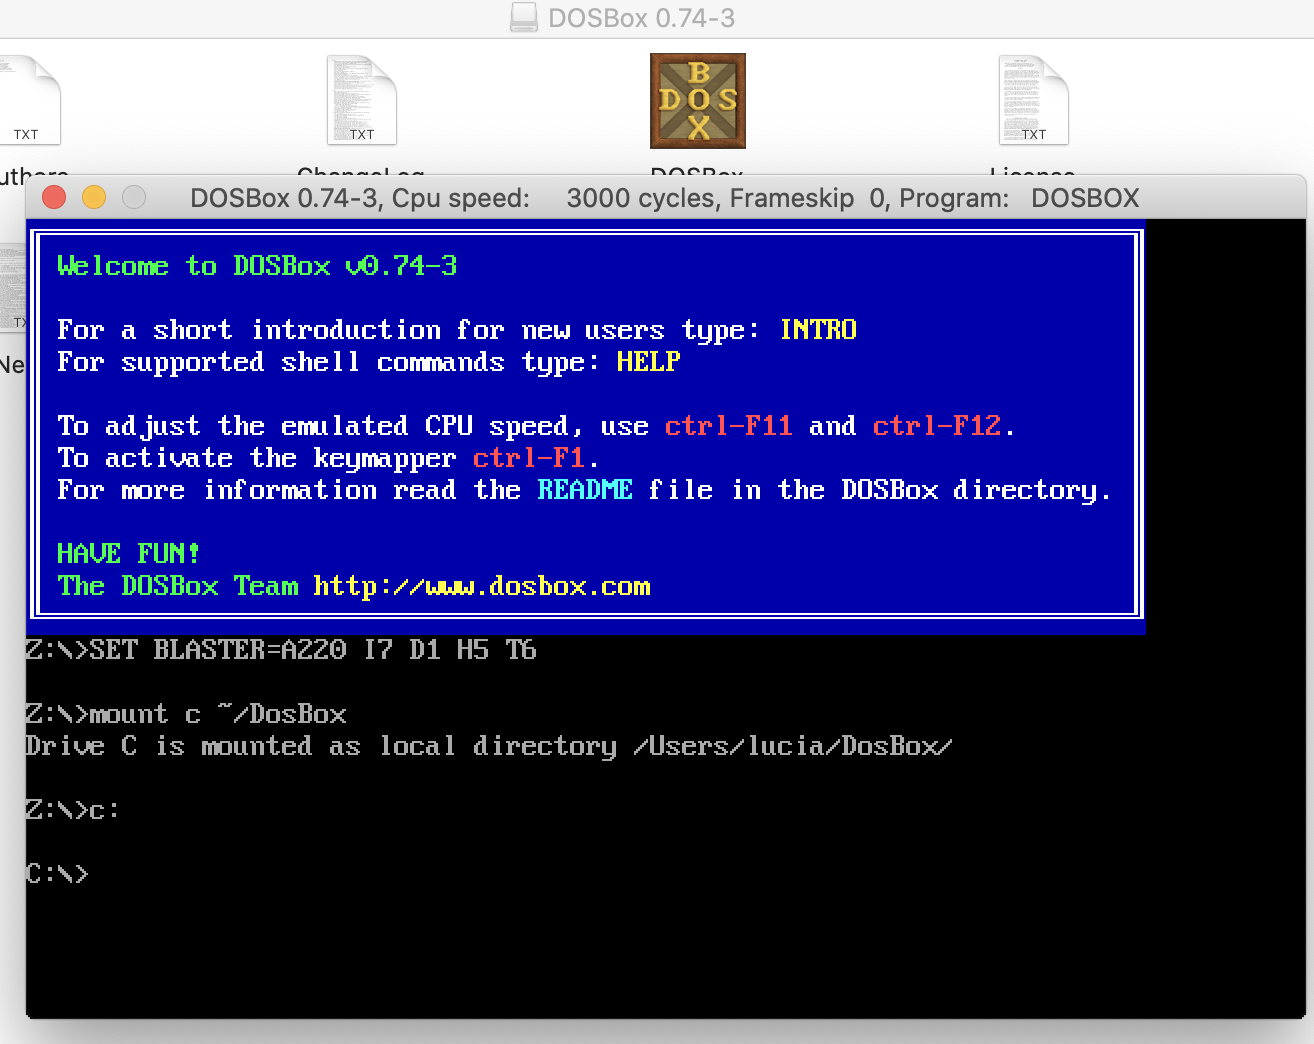 DOSBox 0.74-3
TXT
TXT
B
DOS
X
TXT
DOSBox 0.74-3, Cpu speed: 3000 cycles, Frameskip 0, Program: DOSBOX
Welcome to DOSBox v0.74-3
For a short introduction for new users type: INTRO
For supported shell commands type: HELP
To adjust the emulated CPU speed, use ctrl-F11 and ctrl-F12.
To activate the keymapper ctrl-F1.
For more information read the README file in the DOSBox directory.
HAVE FUN!
The DOSBox Team http://www.dosbox.com
Z:\>SET BLASTER=A220 I7 D1 H5 T6
Z:\>mount c ~/DosBox
Drive C is mounted as local directory /Users/lucia/DosBox/
Z:\>c:
C:\>